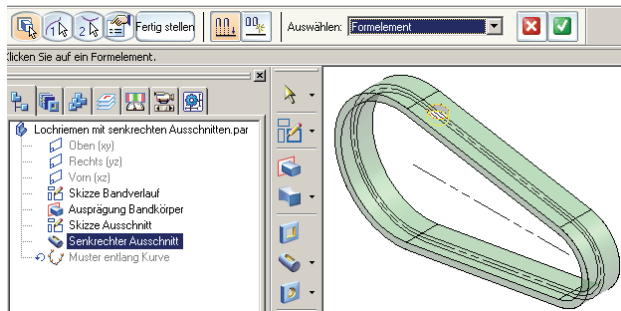 Fertig stellen
Auswählen: Formelement
Klicken Sie auf ein Formelement.
Lochriemen mit senkrechten Ausschnitten.par
Oben (xy)
Rechts (yz)
Vorn (xz)
Skizze Bandverlauf
Ausprägung Bandkörper
Skizze Ausschnitt
Senkrechter Ausschnitt
Muster entlang Kurve